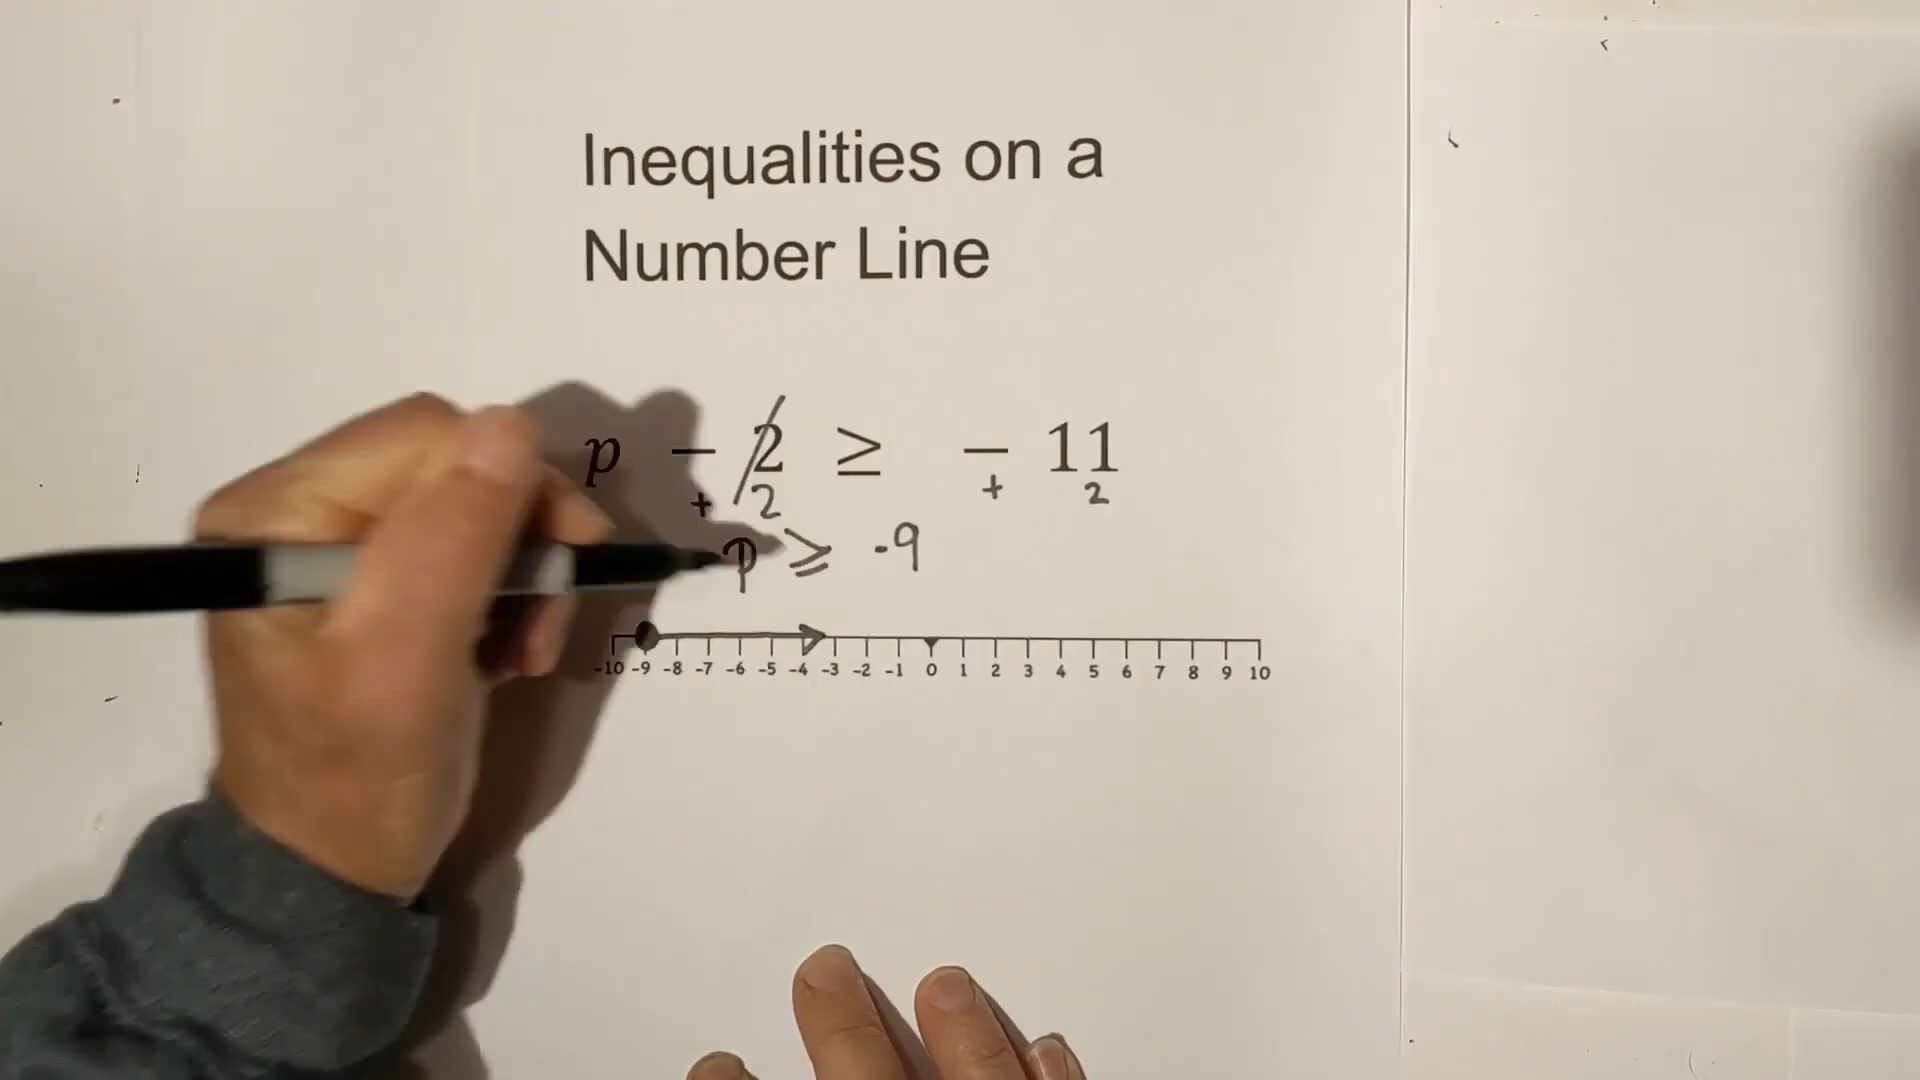 Inequalities on a
Number Line
p − 2 ≥ − 11
+ 2 + 2
p ≥ -9
-10 -9 -8 -7 -6 -5 -4 -3 -2 -1 0 1 2 3 4 5 6 7 8 9 10